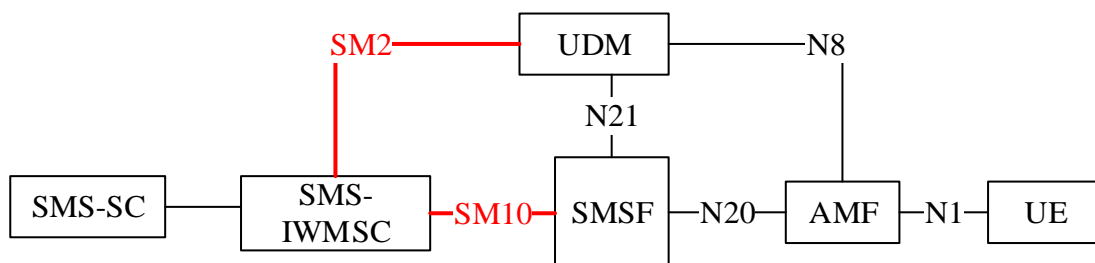 SM2
UDM
N8
N21
SMS-SC
SMS-
IWMSC
SM10
SMSF
N20
AMF
N1
UE